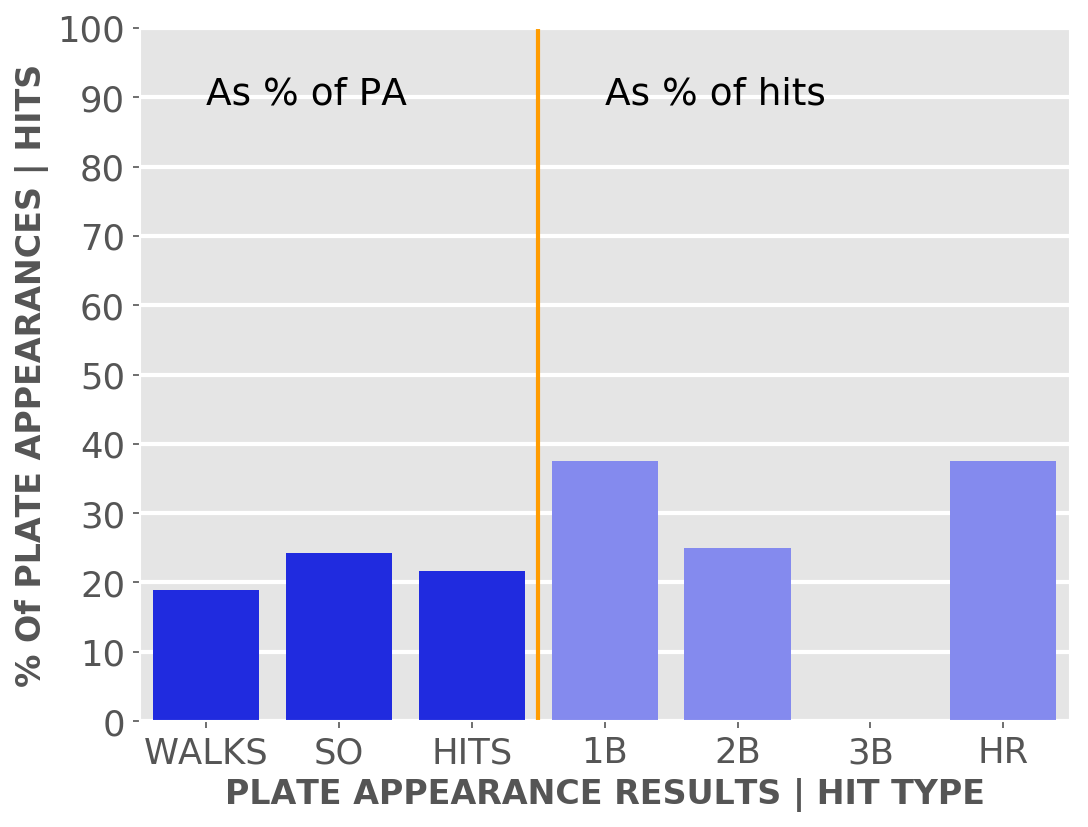 100
90
80
70
60
50
40
30
20
10
0
% Of PLATE APPEARANCES | HITS
As % of PA
As % of hits
WALKS SO HITS 1B 2B 3B HR
PLATE APPEARANCE RESULTS | HIT TYPE